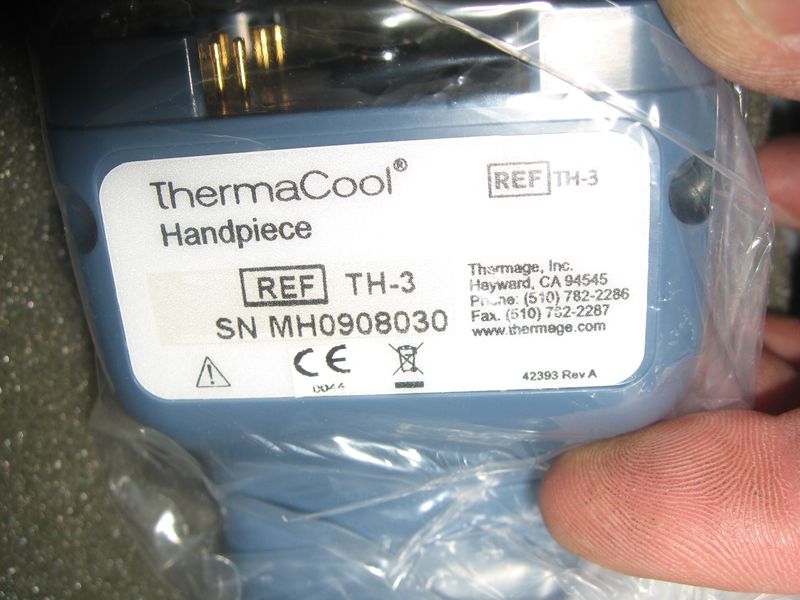 ThermaCool®
REF TH-3
Handpiece
REF TH-3
SN MH0908030
Thermage, Inc.
Hayward, CA 94545
Phone: (510) 782-2286
Fax. (510) 782-2287
www.thermage.com
CE
42393 Rev A